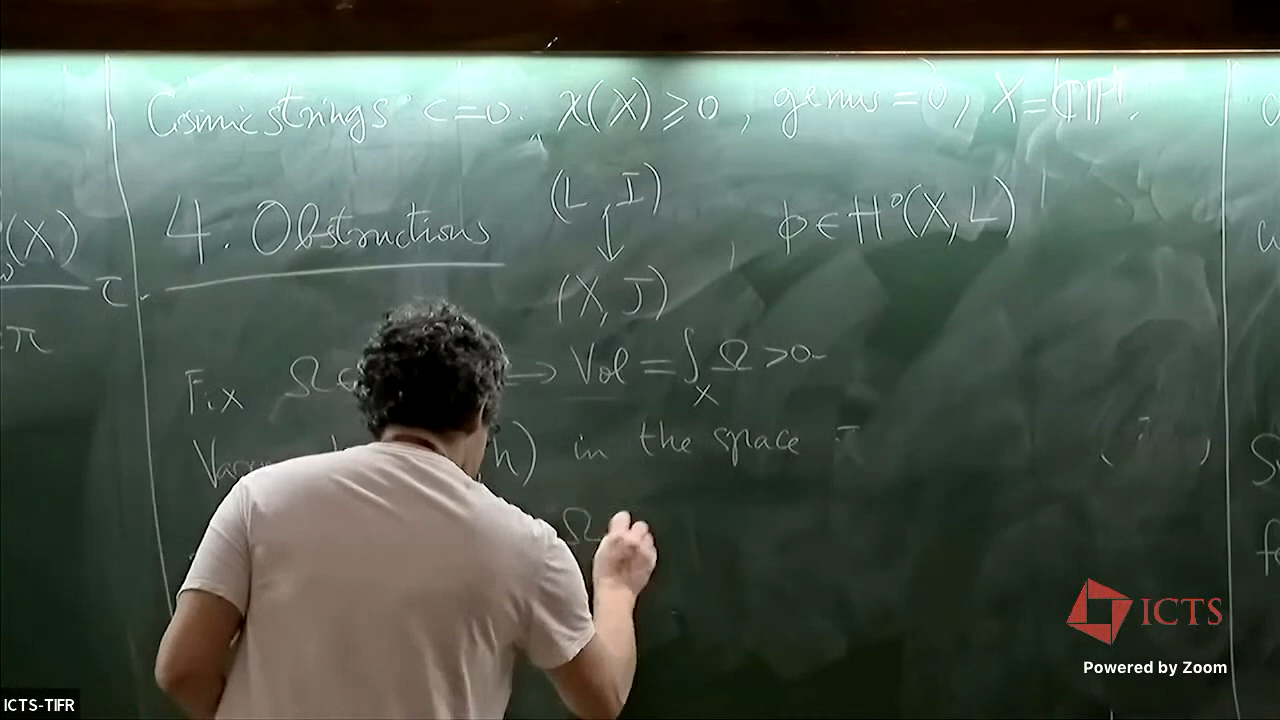 Cosmic strings c=0: χ(X) ⩾ 0, genus = 0, X = ℂℙ¹.
4. Obstructions (L, I) , φ ∈ H⁰(X, L)
↓
(X, J)
(X)
τ
π
Fix Ω ⟹ Vol = ∫_X Ω > 0
h) in the space
Ω
ICTS
Powered by Zoom
ICTS-TIFR